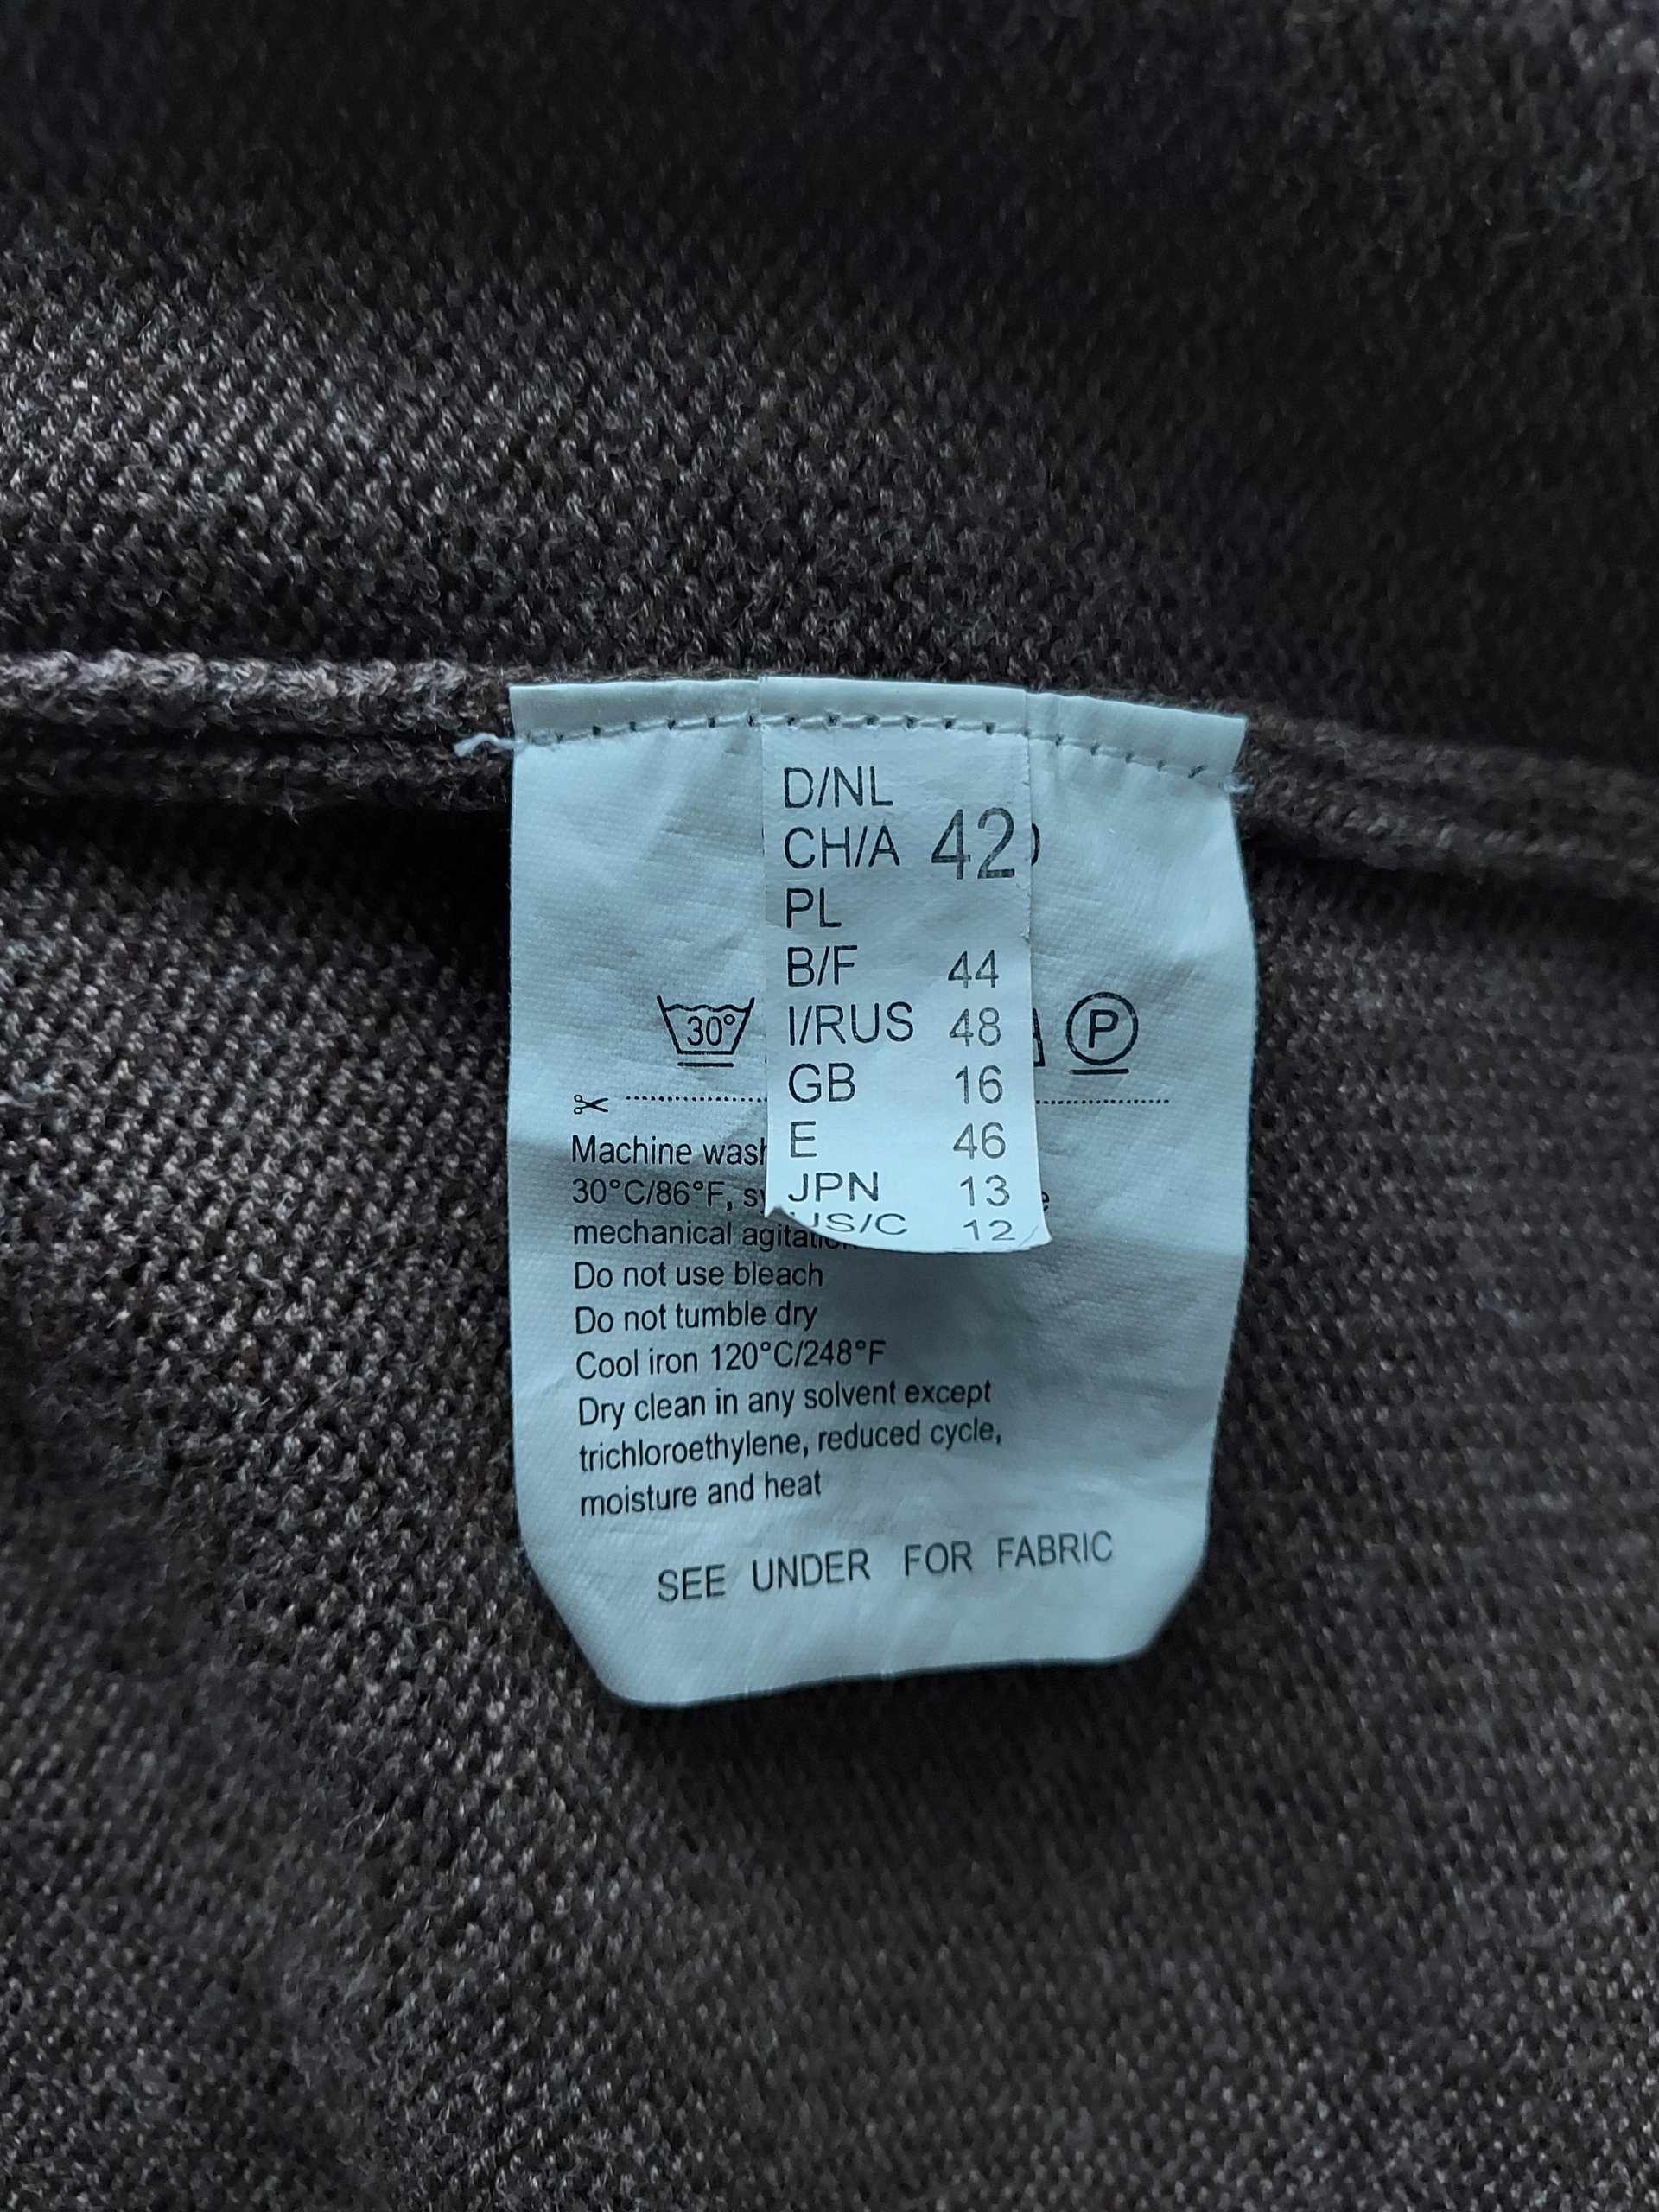 D/NL
CH/A 42
PL
B/F 44
I/RUS 48
GB 16
E 46
JPN 13
US/C 12
30°
P
Machine
30°C/86°F,
mechanical
Do not use bleach
Do not tumble dry
Cool iron 120°C/248°F
Dry clean in any solvent except
trichloroethylene, reduced cycle,
moisture and heat
SEE UNDER FOR FABRIC